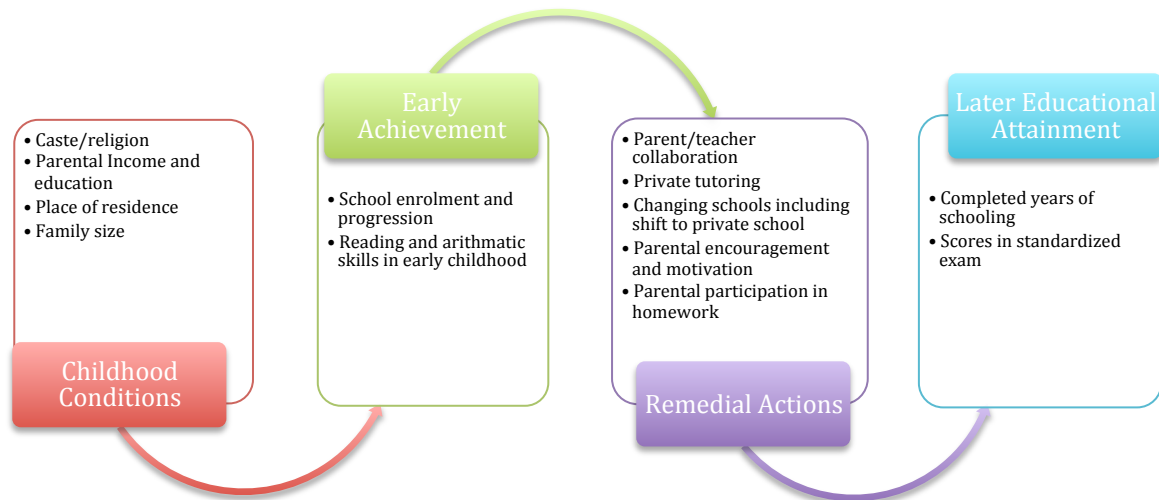 • Caste/religion
• Parental Income and
education
• Place of residence
• Family size
Childhood
Conditions
Early
Achievement
• School enrolment and
progression
• Reading and arithmatic
skills in early childhood
• Parent/teacher
collaboration
• Private tutoring
• Changing schools including
shift to private school
• Parental encouragement
and motivation
• Parental participation in
homework
Remedial Actions
Later Educational
Attainment
• Completed years of
schooling
• Scores in standardized
exam